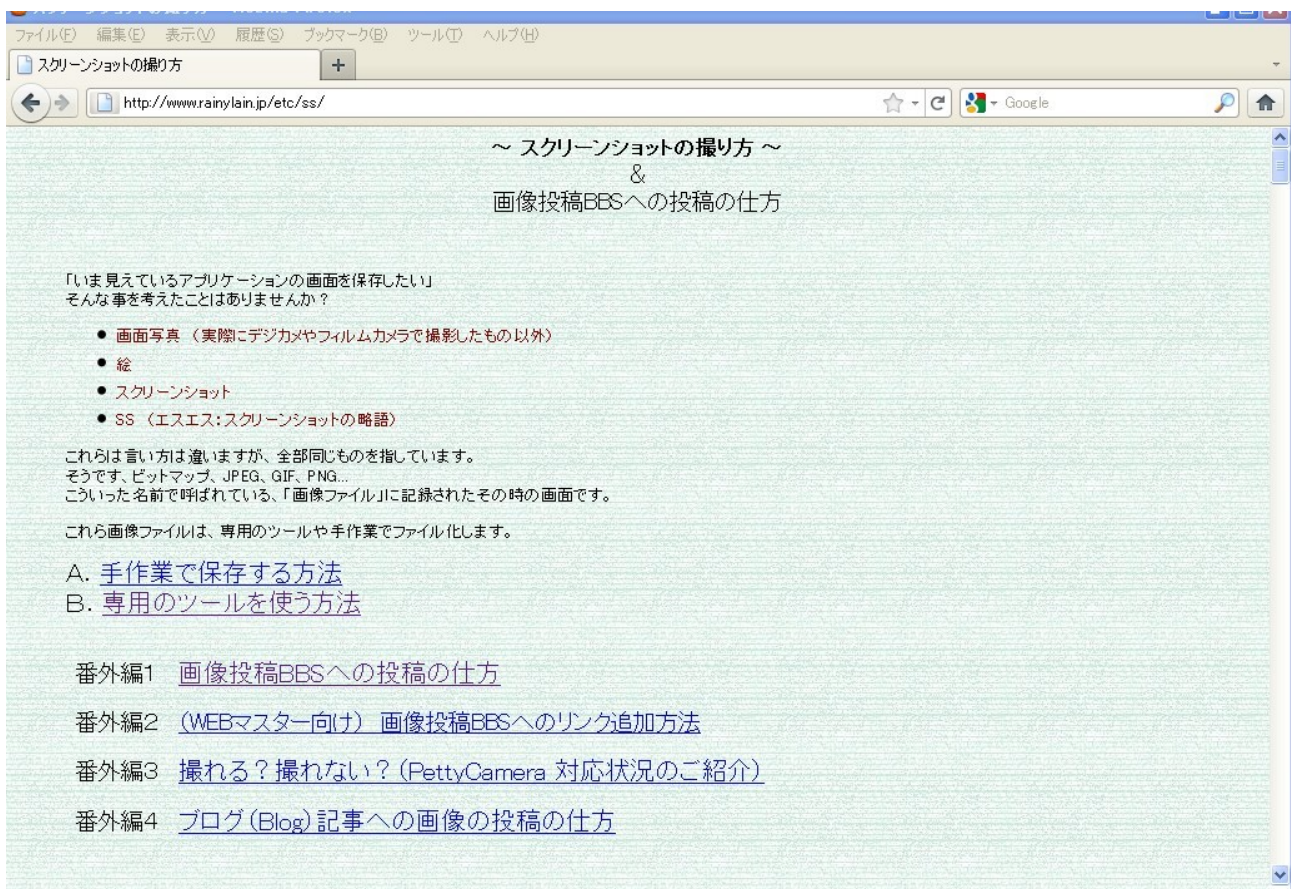 ファイル(F) 編集(E) 表示(V) 履歴(S) ブックマーク(B) ツール(T) ヘルプ(H)
スクリーンショットの撮り方
http://www.rainylain.jp/etc/ss/ Google
～ スクリーンショットの撮り方 ～
&
画像投稿BBSへの投稿の仕方
「いま見えているアプリケーションの画面を保存したい」
そんな事を考えたことはありませんか？
● 画面写真 （実際にデジカメやフィルムカメラで撮影したもの以外）
● 絵
● スクリーンショット
● SS （エスエス：スクリーンショットの略語）
これらは言い方は違いますが、全部同じものを指しています。
そうです、ビットマップ、JPEG、GIF、PNG...
こういった名前で呼ばれている、「画像ファイル」に記録されたその時の画面です。
これら画像ファイルは、専用のツールや手作業でファイル化します。
A. 手作業で保存する方法
B. 専用のツールを使う方法
番外編1 画像投稿BBSへの投稿の仕方
番外編2 （WEBマスター向け） 画像投稿BBSへのリンク追加方法
番外編3 撮れる？撮れない？（PettyCamera 対応状況のご紹介）
番外編4 ブログ(Blog)記事への画像の投稿の仕方